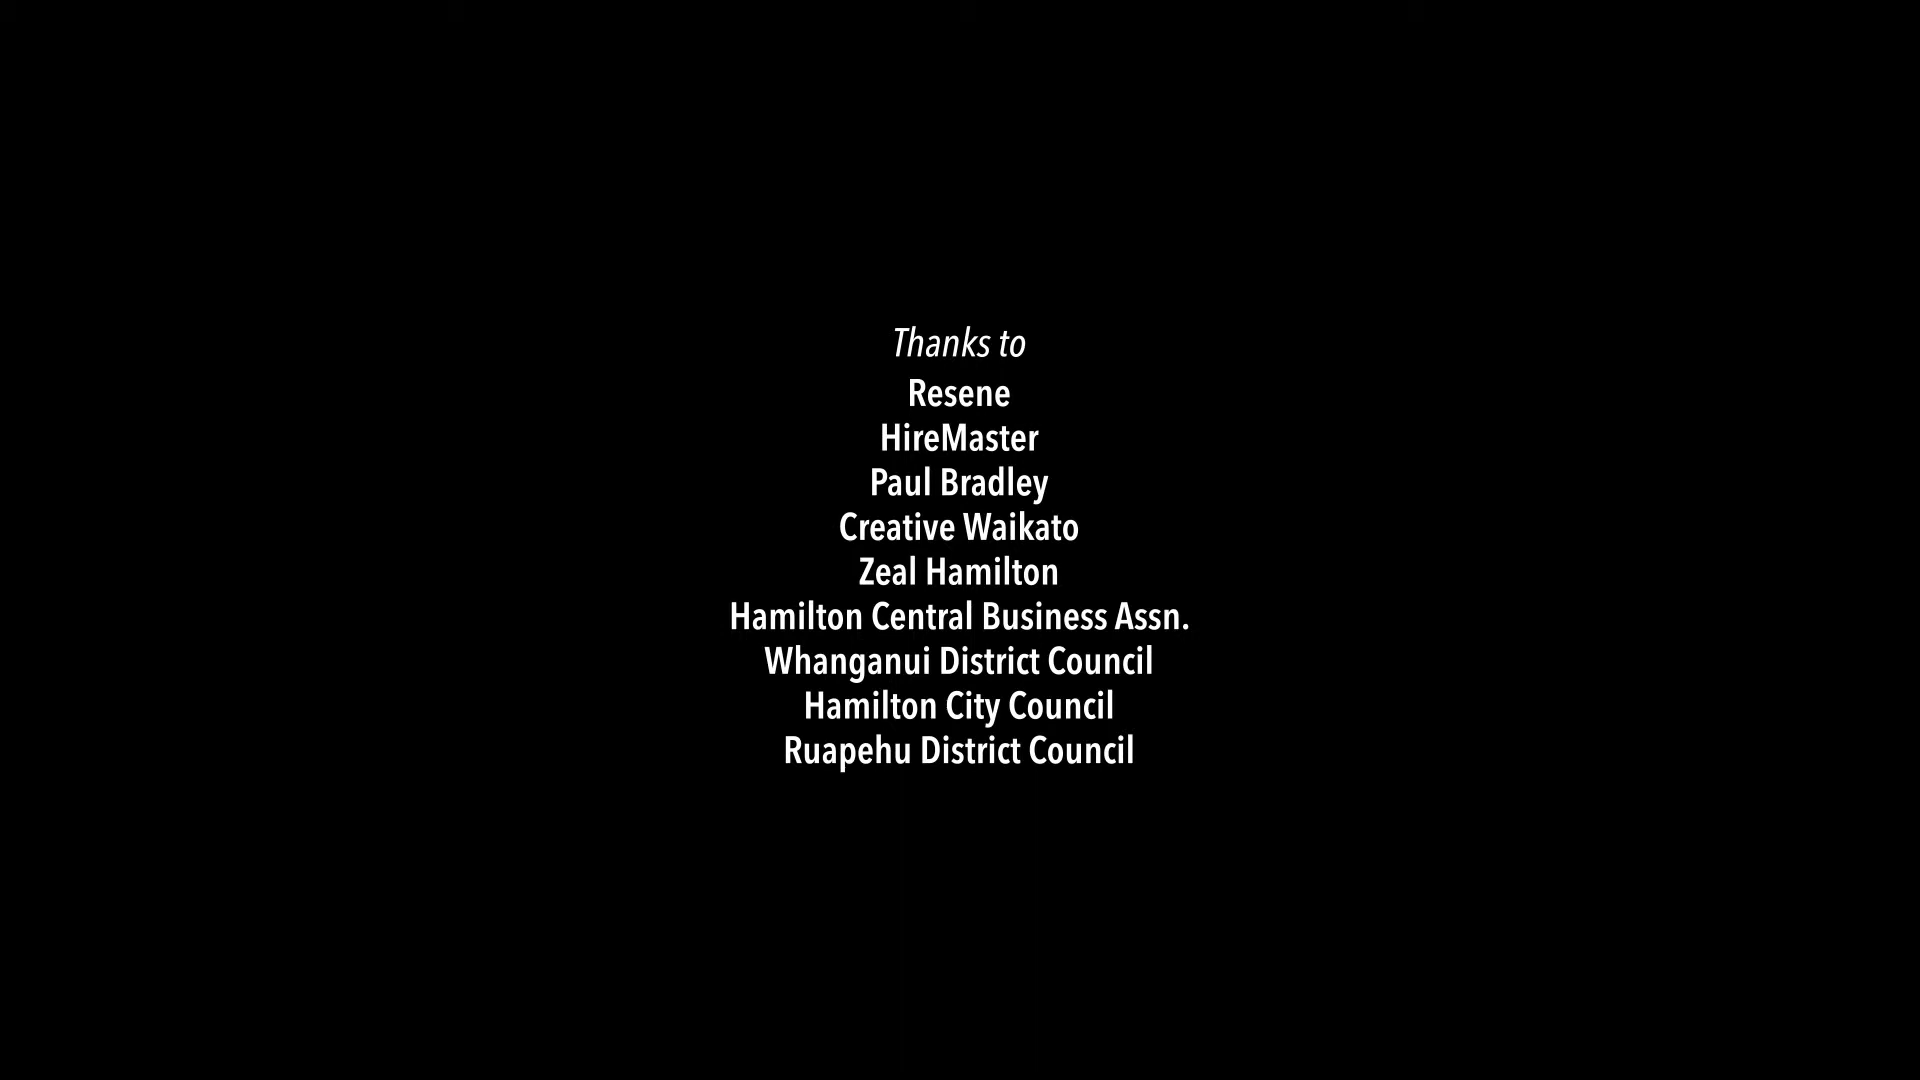 Thanks to
Resene
HireMaster
Paul Bradley
Creative Waikato
Zeal Hamilton
Hamilton Central Business Assn.
Whanganui District Council
Hamilton City Council
Ruapehu District Council